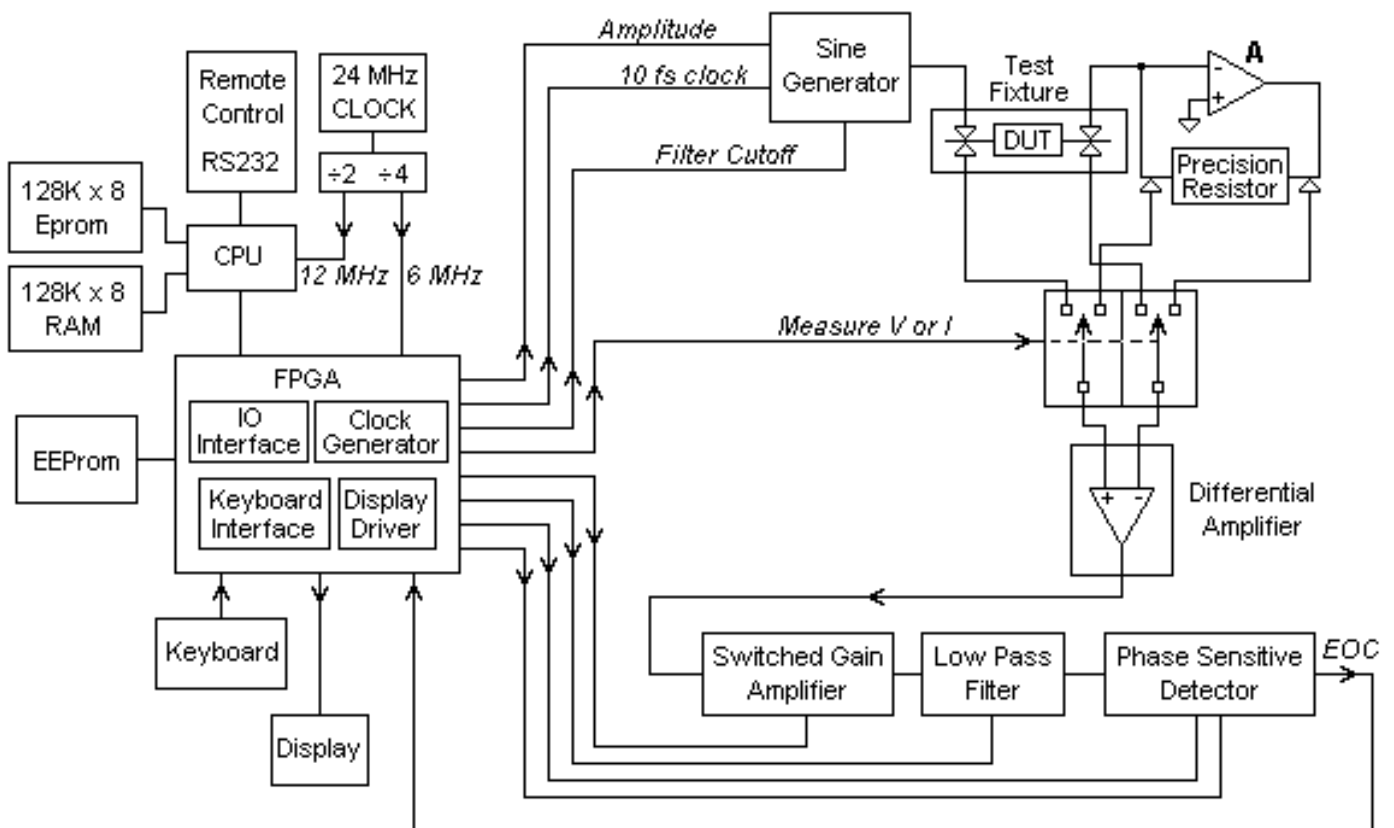 Amplitude
10 fs clock
Filter Cutoff
Sine
Generator
Test
Fixture
DUT
A
-
+
Precision
Resistor
Remote
Control
RS232
24 MHz
CLOCK
÷2 ÷4
128K x 8
Eprom
CPU
12 MHz
6 MHz
128K x 8
RAM
Measure V or I
FPGA
IO
Interface
Clock
Generator
Keyboard
Interface
Display
Driver
EEProm
Keyboard
Display
+ -
Differential
Amplifier
Switched Gain
Amplifier
Low Pass
Filter
Phase Sensitive
Detector
EOC